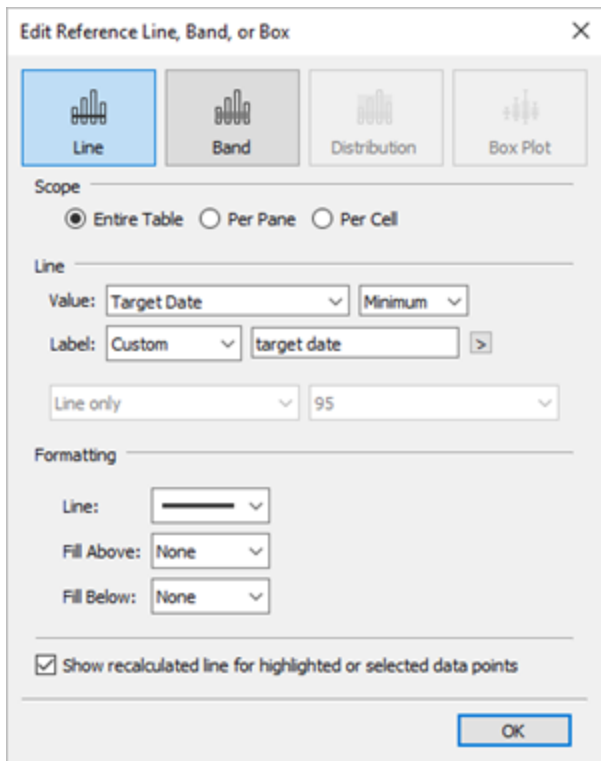 Edit Reference Line, Band, or Box
Line Band Distribution Box Plot
Scope
Entire Table Per Pane Per Cell
Line
Value: Target Date Minimum
Label: Custom target date >
Line only 95
Formatting
Line:
Fill Above: None
Fill Below: None
Show recalculated line for highlighted or selected data points
OK